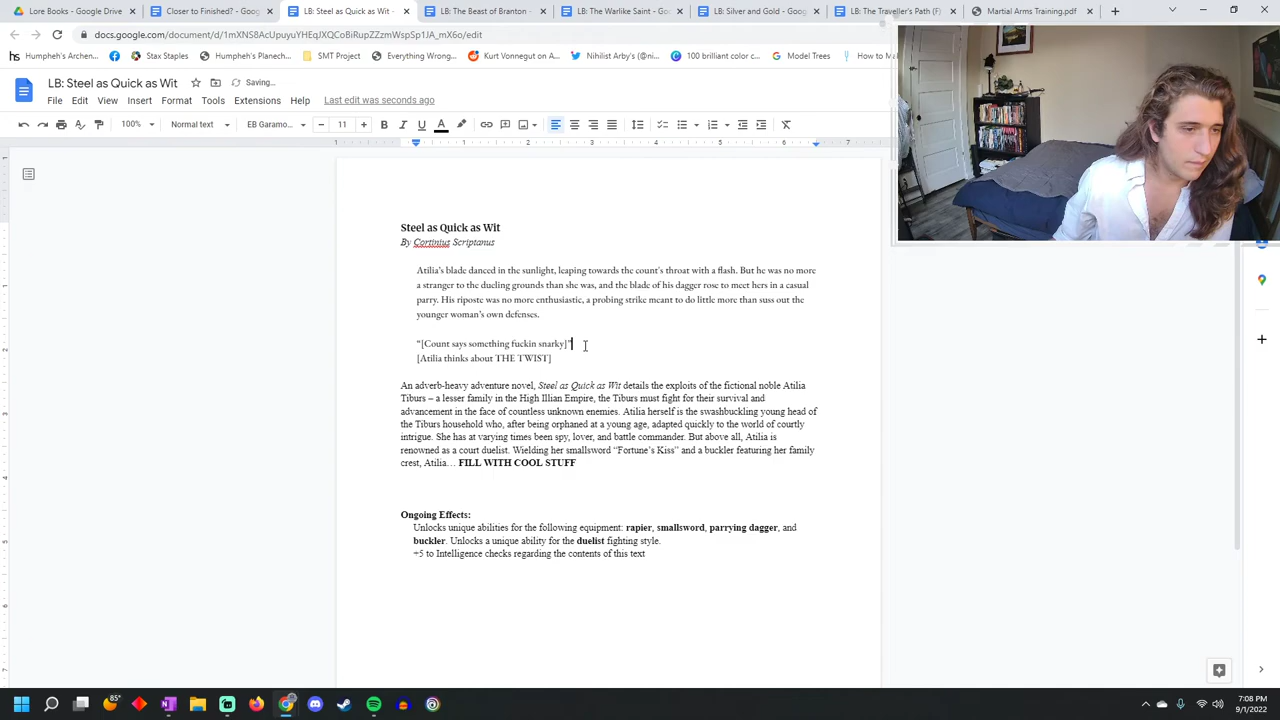 Lore Books - Google Drive
Closer to Finished? - Goog
LB: Steel as Quick as Wit -
LB: The Beast of Branton -
LB: The Warlike Saint - Goo
LB: Silver and Gold - Goog
LB: The Traveller's Path (F)
Martial Arts Training.pdf
Humpheh's Archen...
Stax Staples
Humpheh's Planech...
SMT Project
Everything Wrong...
Kurt Vonnegut on A...
Nihilist Arby's (@nihi...
100 brilliant color c...
Model Trees
How to M
LB: Steel as Quick as Wit
Saving...
File Edit View Insert Format Tools Extensions Help Last edit was seconds ago
100% Normal text EB Garamo... 11
Steel as Quick as Wit
By Cortinius Scriptanus
Atilia's blade danced in the sunlight, leaping towards the count's throat with a flash. But he was no more
a stranger to the dueling grounds than she was, and the blade of his dagger rose to meet hers in a casual
parry. His riposte was no more enthusiastic, a probing strike meant to do little more than suss out the
younger woman's own defenses.
"[Count says something fuckin snarky]"
[Atilia thinks about THE TWIST]
An adverb-heavy adventure novel, Steel as Quick as Wit details the exploits of the fictional noble Atilia
Tiburs – a lesser family in the High Illian Empire, the Tiburs must fight for their survival and
advancement in the face of countless unknown enemies. Atilia herself is the swashbuckling young head of
the Tiburs household who, after being orphaned at a young age, adapted quickly to the world of courtly
intrigue. She has at varying times been spy, lover, and battle commander. But above all, Atilia is
renowned as a court duelist. Wielding her smallsword "Fortune's Kiss" and a buckler featuring her family
crest, Atilia… FILL WITH COOL STUFF
Ongoing Effects:
Unlocks unique abilities for the following equipment: rapier, smallsword, parrying dagger, and
buckler. Unlocks a unique ability for the duelist fighting style.
+5 to Intelligence checks regarding the contents of this text
85°
7:08 PM
9/1/2022